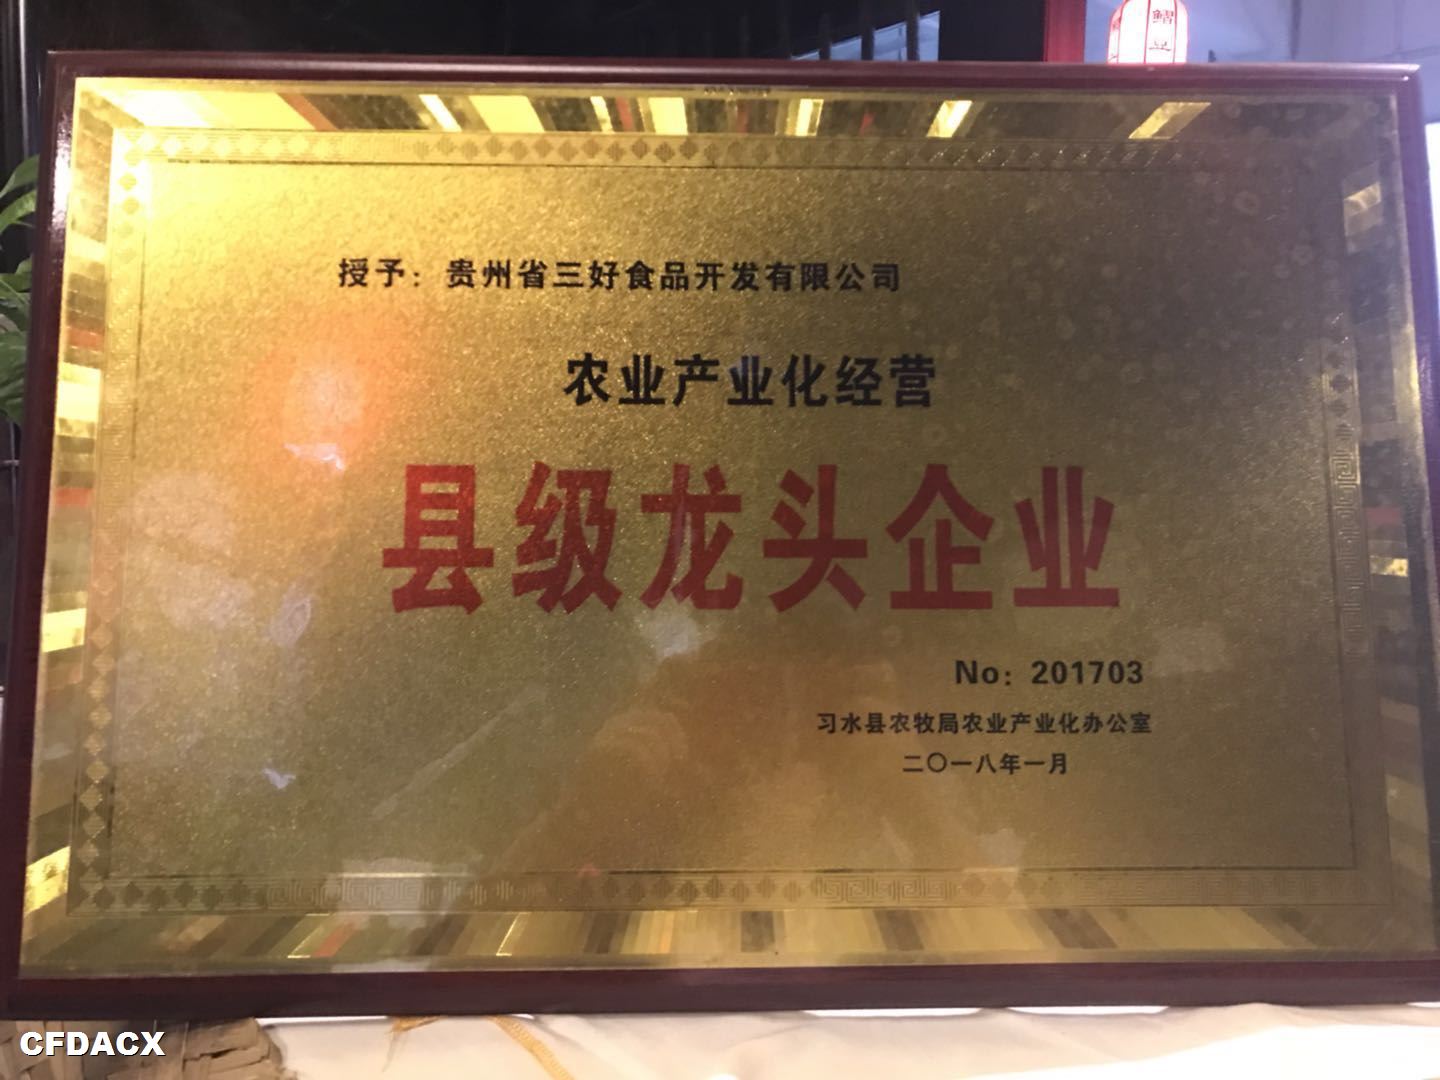 授予：贵州省三好食品开发有限公司
农业产业化经营
县级龙头企业
No：201703
习水县农牧局农业产业化办公室
二〇一八年一月
CFDACX